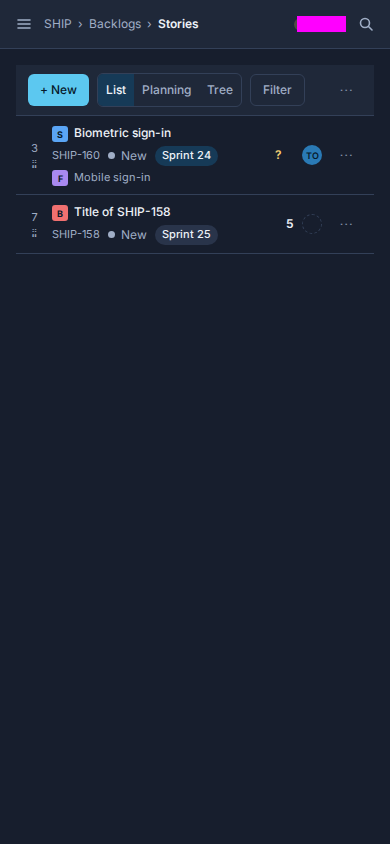 SHIP › Backlogs › Stories
+ New List Planning Tree Filter ...
3 S Biometric sign-in
SHIP-160 New Sprint 24 ? TO ...
F Mobile sign-in
7 B Title of SHIP-158
SHIP-158 New Sprint 25 5 ...